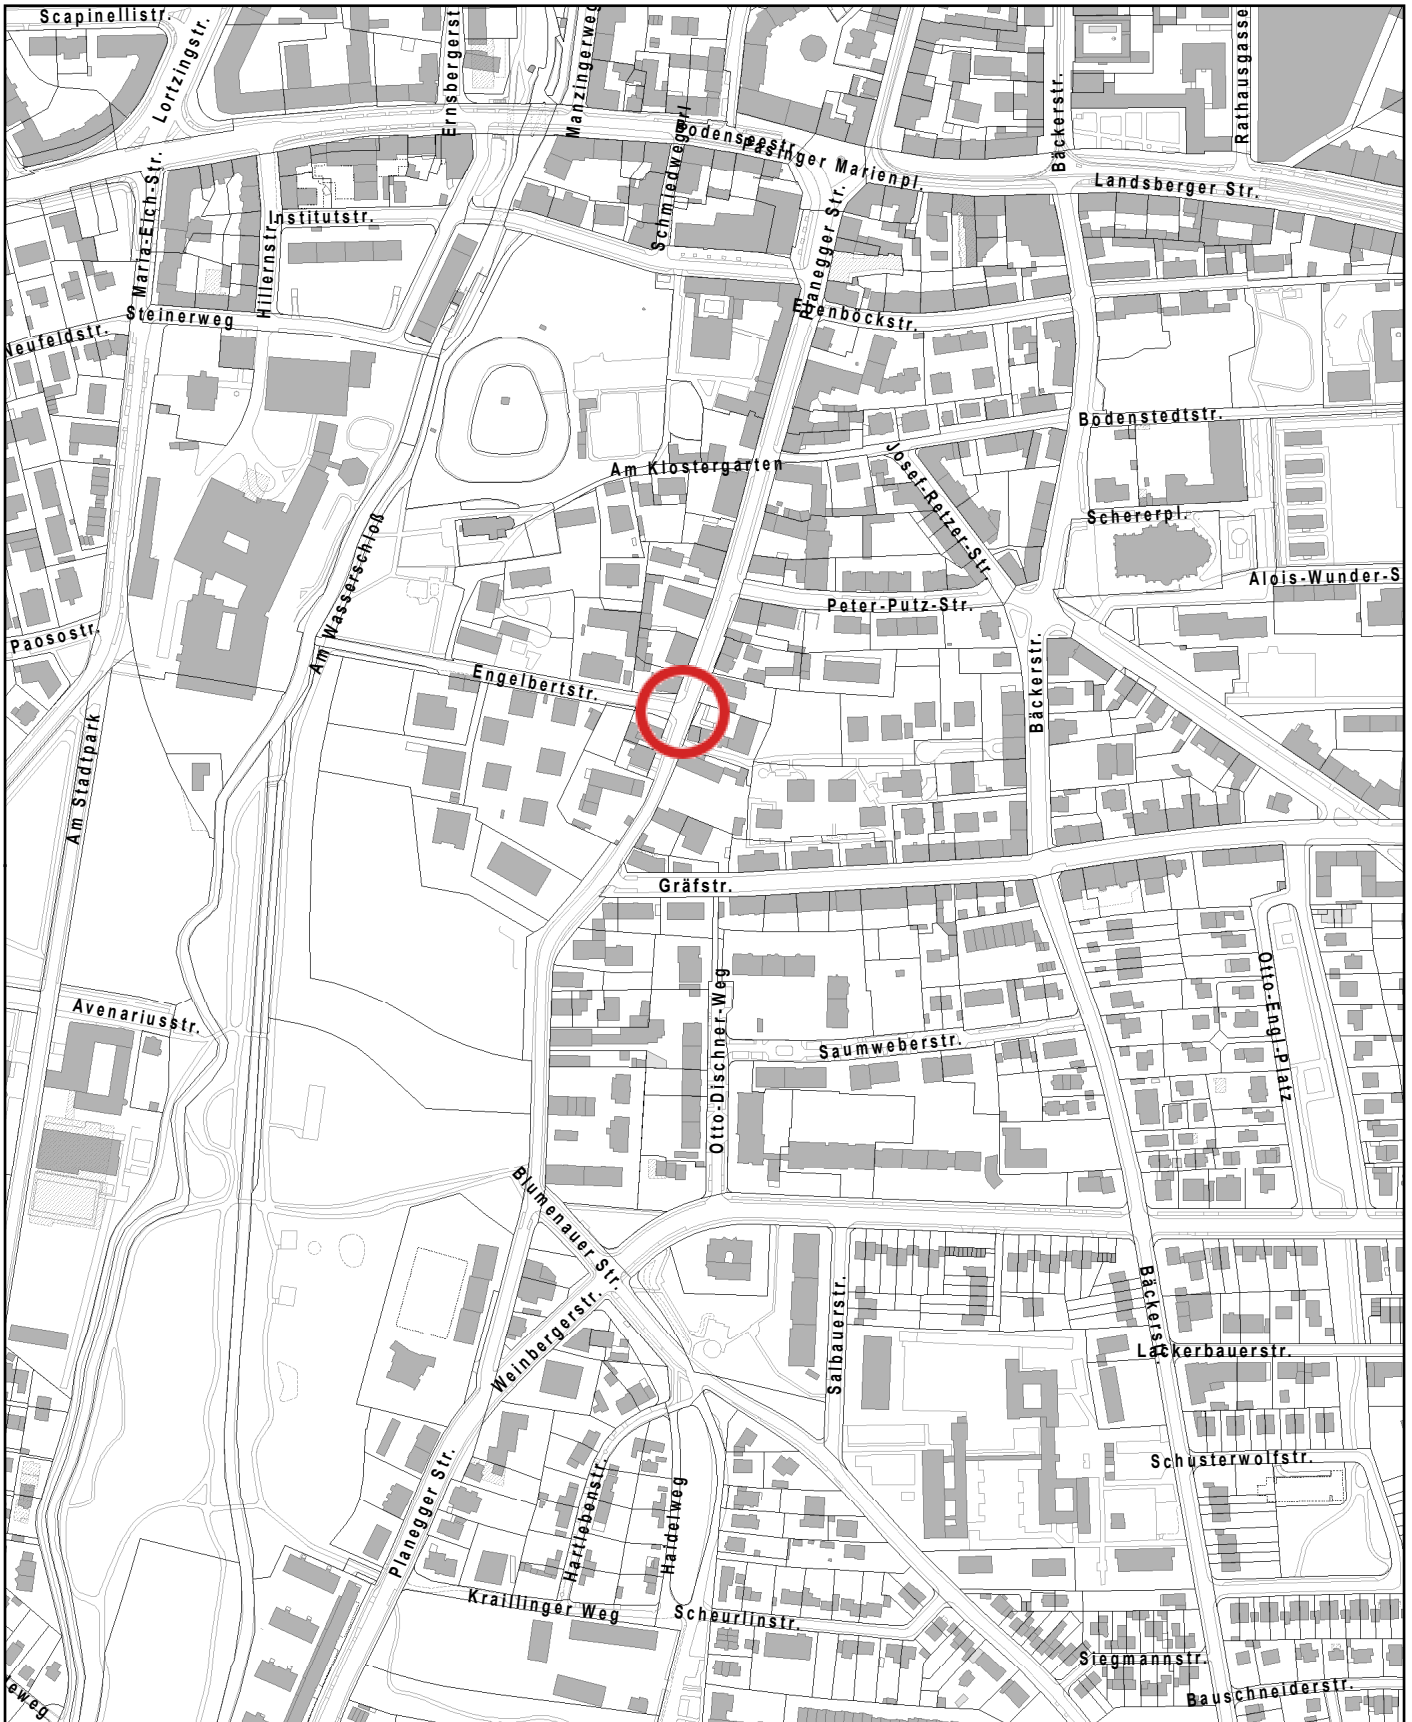 Scapinellistr.
Lortzingstr.
Ernsbergerst
Manzingerweg
Bäckerstr.
Rathausgasse
Bodenseestr.
Pasinger Marienpl.
Landsberger Str.
Maria-Eich-Str.
Institutstr.
Schmiedwegerl
Hillernstr.
Planegger Str.
Steinerweg
Neufeldstr.
Ebenböckstr.
Bodenstedtstr.
Am Klostergarten
Josef-Retzer-Str.
Schererpl.
Am Wasserschloß
Alois-Wunder-S
Peter-Putz-Str.
Paosostr.
Engelbertstr.
Bäckerstr.
Am Stadtpark
Gräfstr.
Avenariusstr.
Otto-Dischner-Weg
Saumweberstr.
Otto-Engl-Platz
Blumenauer Str.
Weinbergerstr.
Salbauerstr.
Bäckerstr.
Lackerbauerstr.
Schusterwolfstr.
Planegger Str.
Hartlebenstr.
Haidelweg
Kraillinger Weg
Scheurlinstr.
Siegmannstr.
Bauschneiderstr.